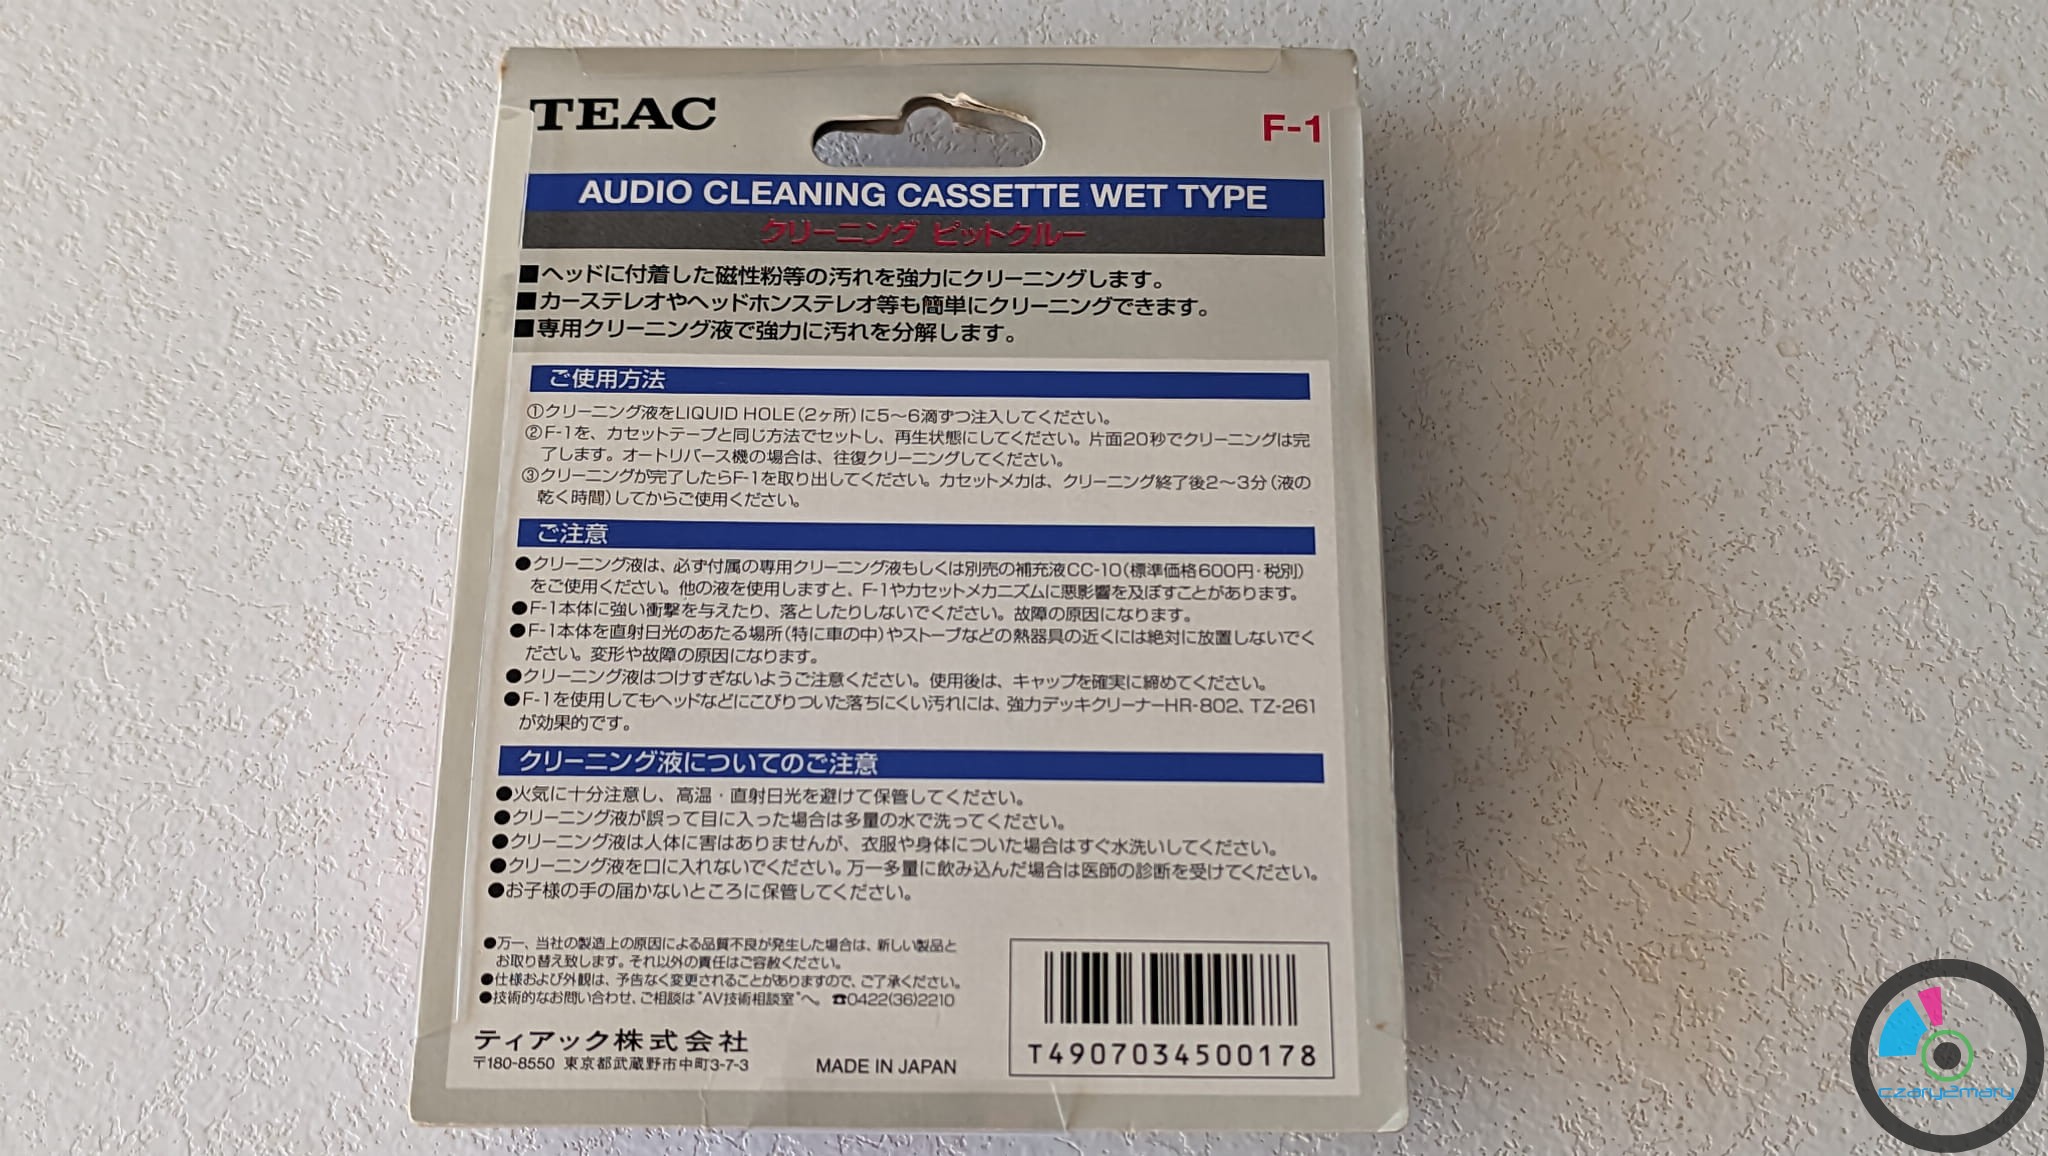 TEAC
F-1
AUDIO CLEANING CASSETTE WET TYPE
クリーニング ピットクルー
■ヘッドに付着した磁性粉等の汚れを強力にクリーニングします。
■カーステレオやヘッドホンステレオ等も簡単にクリーニングできます。
■専用クリーニング液で強力に汚れを分解します。
ご使用方法
①クリーニング液をLIQUID HOLE(2ヶ所)に5〜6滴ずつ注入してください。
②F-1を、カセットテープと同じ方法でセットし、再生状態にしてください。片面20秒でクリーニングは完
了します。オートリバース機の場合は、往復クリーニングしてください。
③クリーニングが完了したらF-1を取り出してください。カセットメカは、クリーニング終了後2〜3分(液の
乾く時間)してからご使用ください。
ご注意
●クリーニング液は、必ず付属の専用クリーニング液もしくは別売の補充液CC-10(標準価格600円・税別)
をご使用ください。他の液を使用しますと、F-1やカセットメカニズムに悪影響を及ぼすことがあります。
●F-1本体に強い衝撃を与えたり、落としたりしないでください。故障の原因になります。
●F-1本体を直射日光のあたる場所(特に車の中)やストーブなどの熱器具の近くには絶対に放置しないでく
ださい。変形や故障の原因になります。
●クリーニング液はつけすぎないようご注意ください。使用後は、キャップを確実に締めてください。
●F-1を使用してもヘッドなどにこびりついた落ちにくい汚れには、強力デッキクリーナーHR-802、TZ-261
が効果的です。
クリーニング液についてのご注意
●火気に十分注意し、高温・直射日光を避けて保管してください。
●クリーニング液が誤って目に入った場合は多量の水で洗ってください。
●クリーニング液は人体に害はありませんが、衣服や身体についた場合はすぐ水洗いしてください。
●クリーニング液を口に入れないでください。万一多量に飲み込んだ場合は医師の診断を受けてください。
●お子様の手の届かないところに保管してください。
●万一、当社の製造上の原因による品質不良が発生した場合は、新しい製品と
お取り替え致します。それ以外の責任はご容赦ください。
●仕様および外観は、予告なく変更されることがありますので、ご了承ください。
●技術的なお問い合わせ、ご相談は"AV技術相談室"へ。☎0422(36)2210
ティアック株式会社
〒180-8550 東京都武蔵野市中町3-7-3
MADE IN JAPAN
T4907034500178
czary2mary